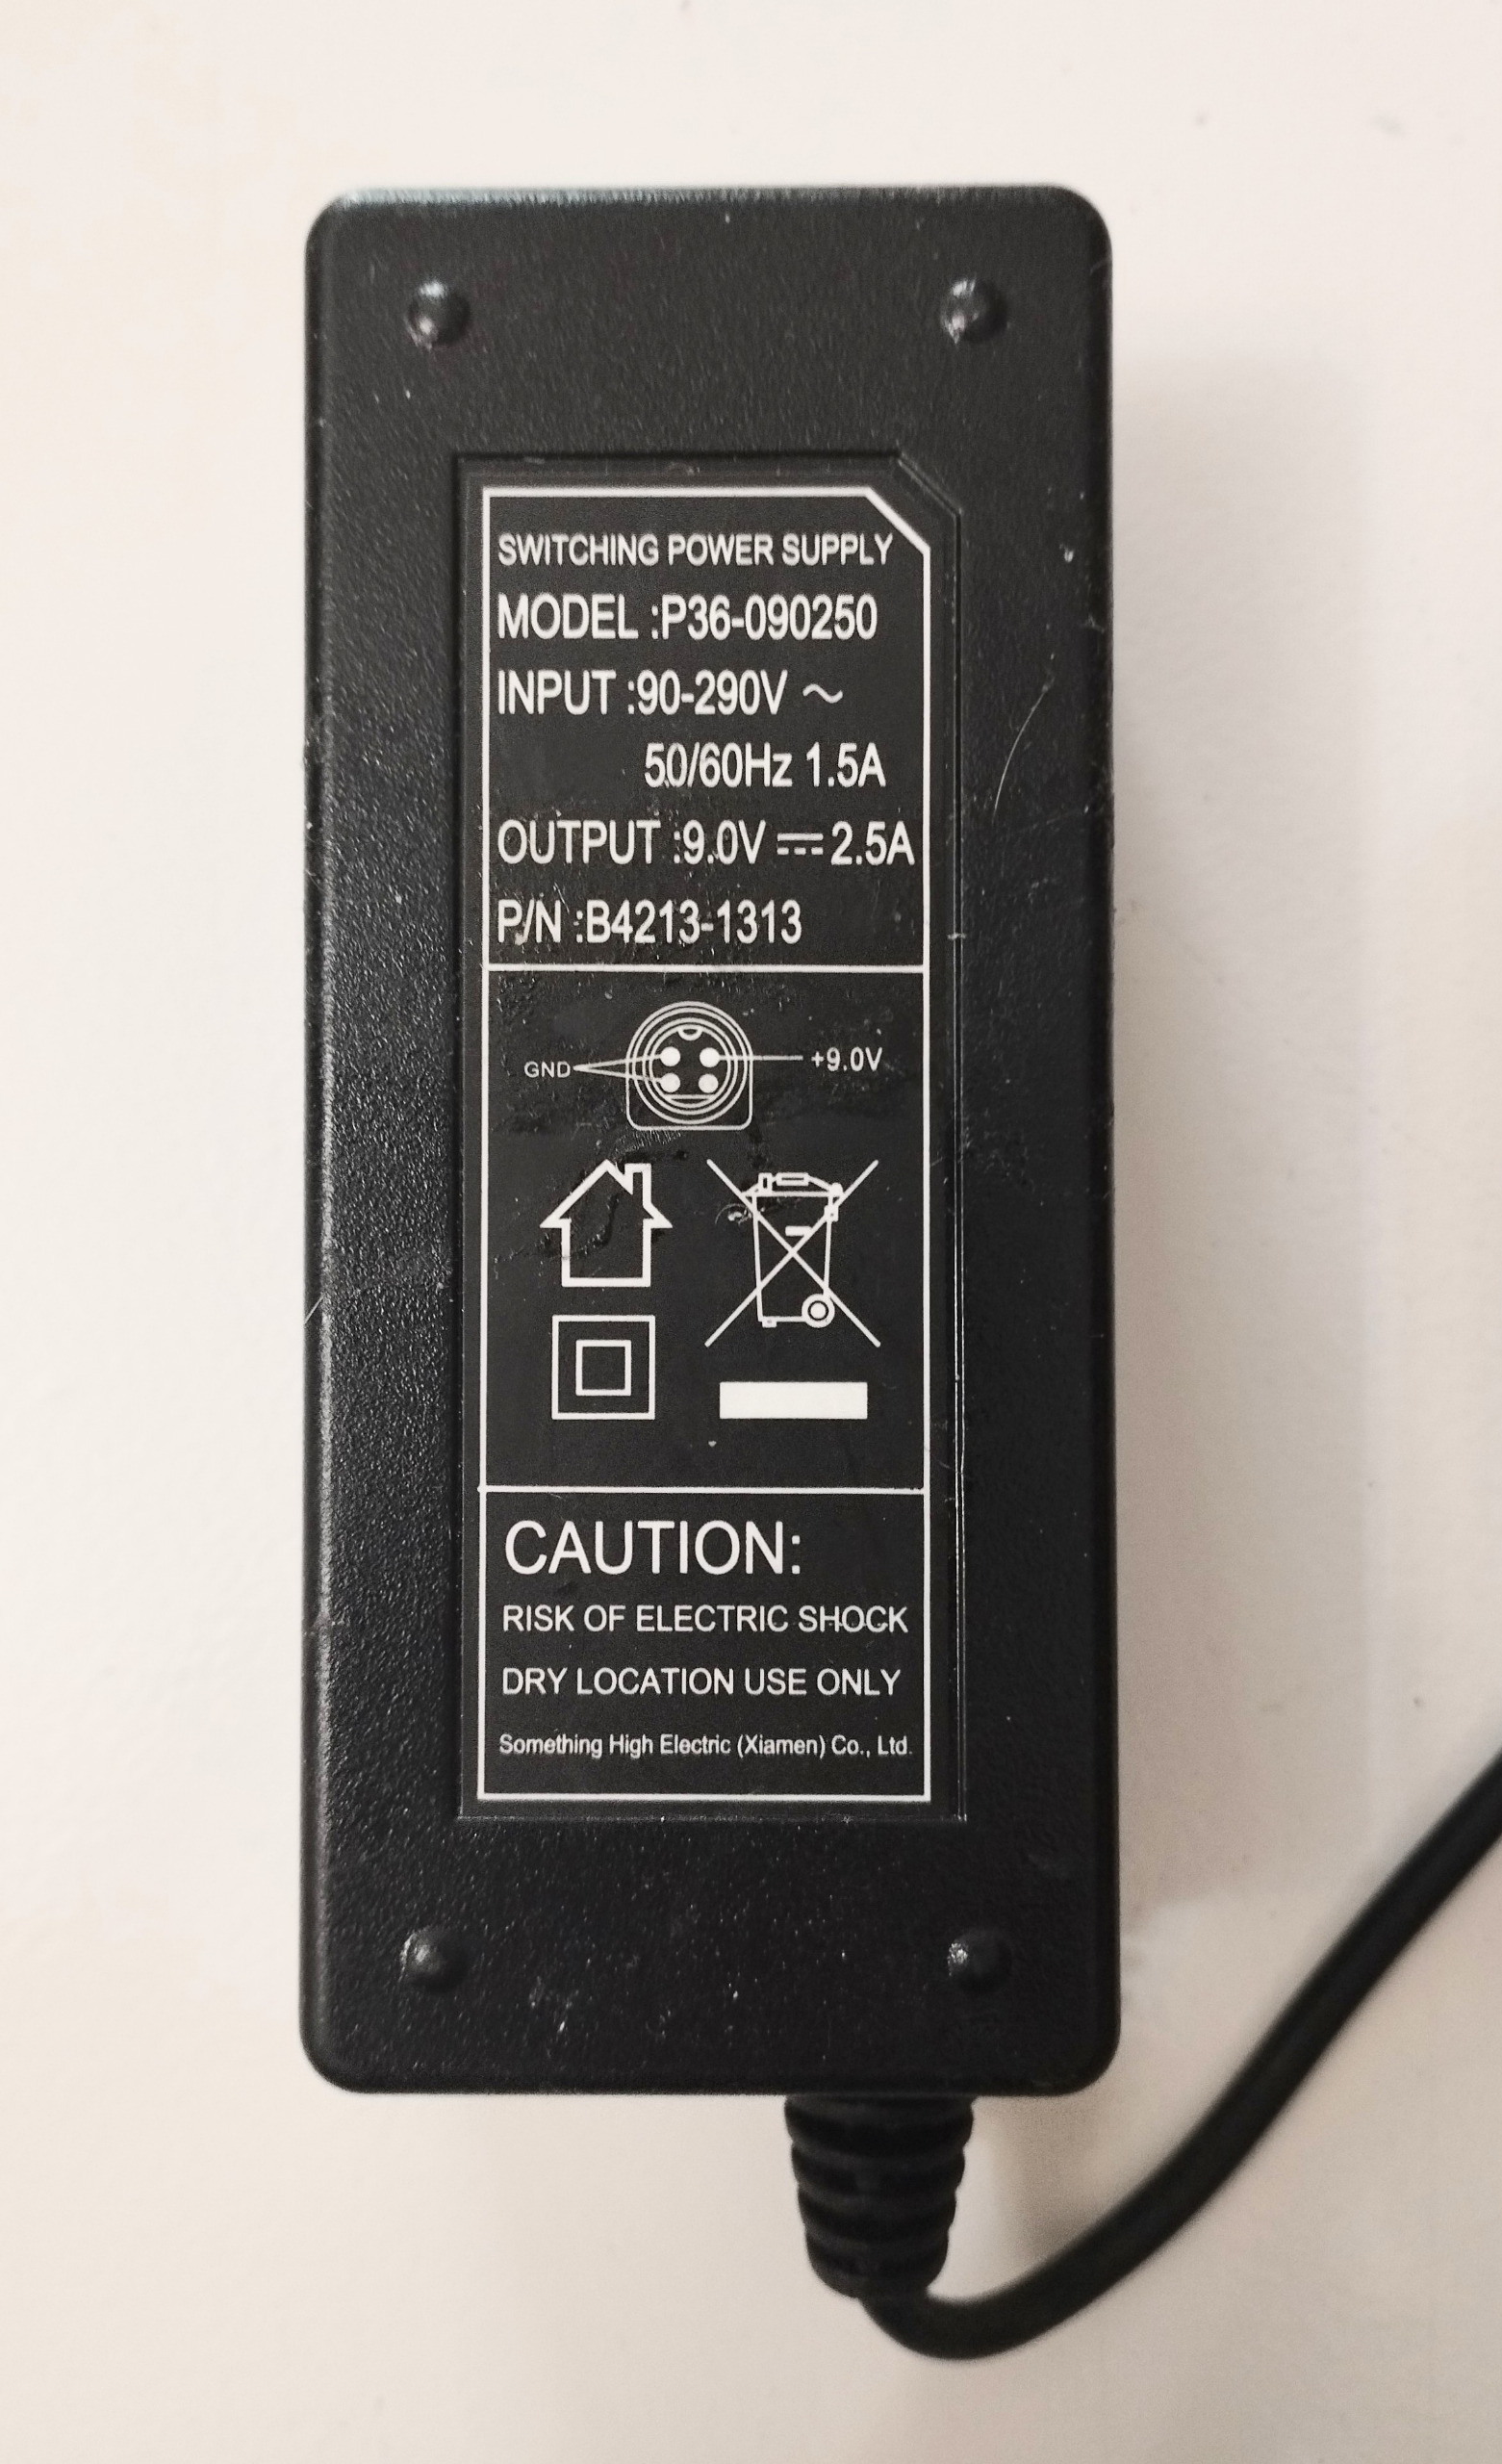 SWITCHING POWER SUPPLY
MODEL :P36-090250
INPUT :90-290V ~
50/60Hz 1.5A
OUTPUT :9.0V ⎓ 2.5A
P/N :B4213-1313
GND
+9.0V
CAUTION:
RISK OF ELECTRIC SHOCK
DRY LOCATION USE ONLY
Something High Electric (Xiamen) Co., Ltd.